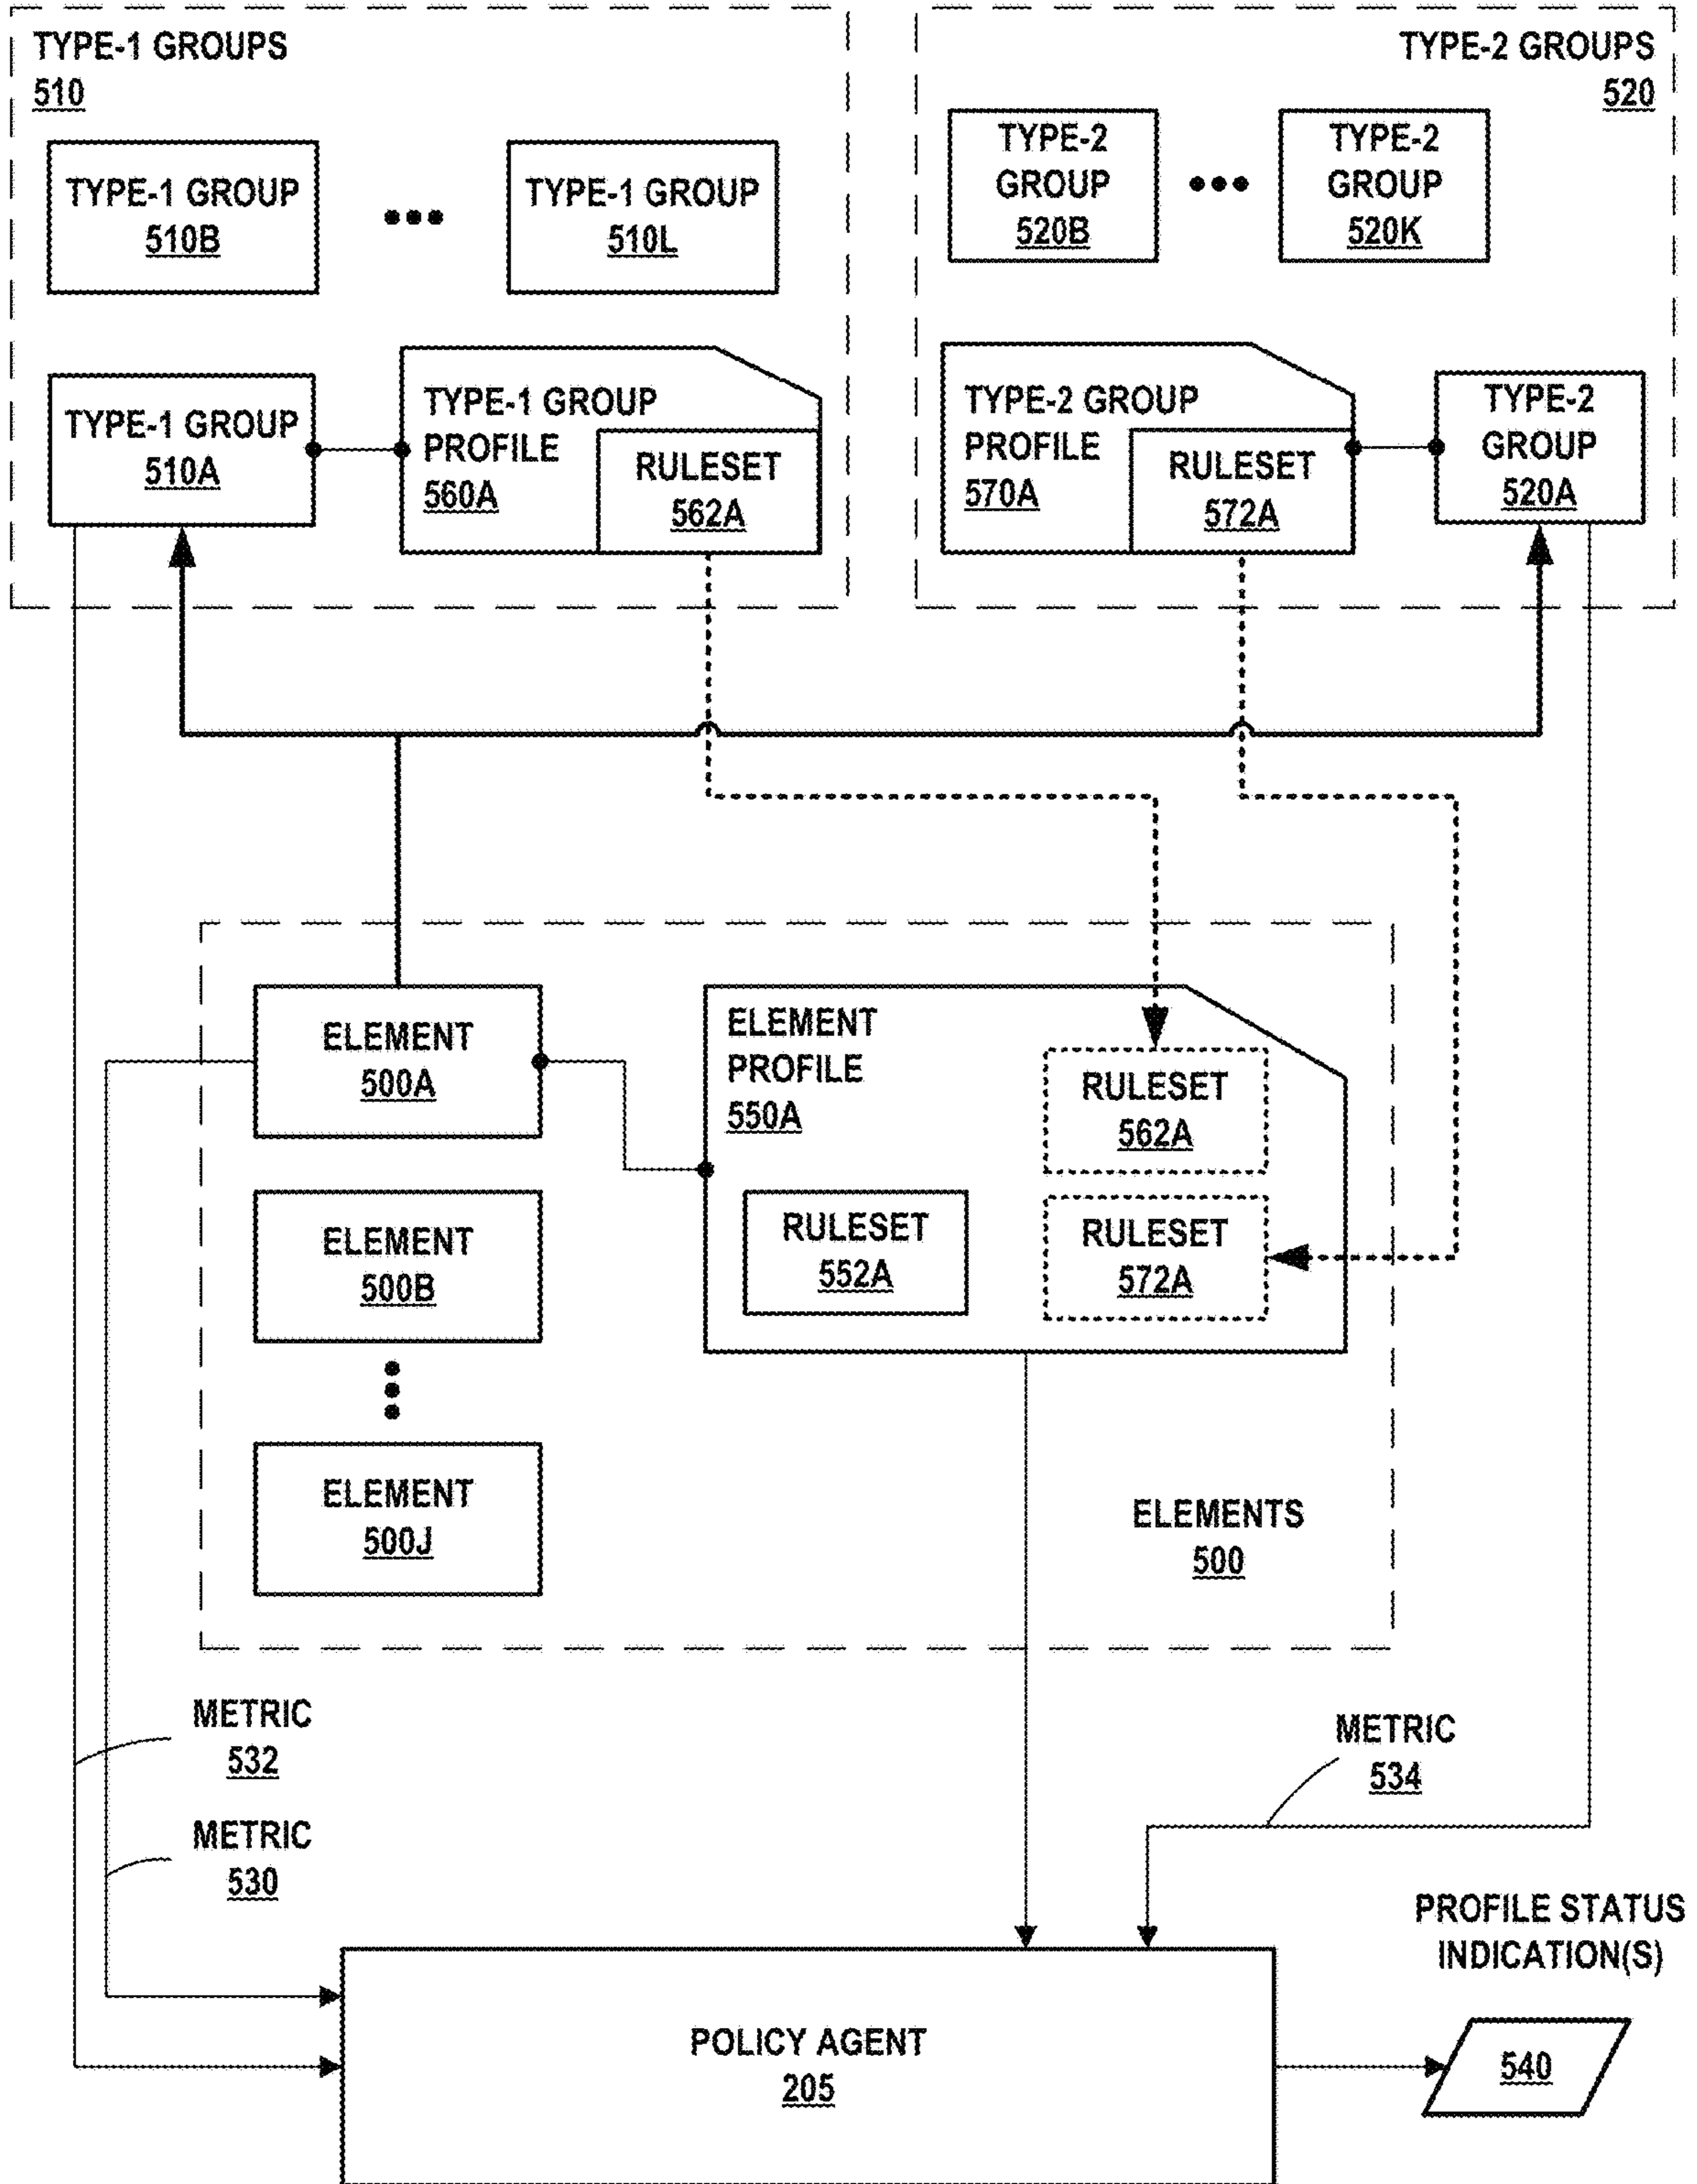 TYPE-1 GROUPS
510
TYPE-1 GROUP
510B
TYPE-1 GROUP
510L
TYPE-1 GROUP
510A
TYPE-1 GROUP
PROFILE
560A
RULESET
562A
TYPE-2 GROUPS
520
TYPE-2
GROUP
520B
TYPE-2
GROUP
520K
TYPE-2 GROUP
PROFILE
570A
RULESET
572A
TYPE-2
GROUP
520A
ELEMENT
500A
ELEMENT
PROFILE
550A
RULESET
562A
RULESET
552A
RULESET
572A
ELEMENT
500B
ELEMENT
500J
ELEMENTS
500
METRIC
532
METRIC
534
METRIC
530
PROFILE STATUS
INDICATION(S)
POLICY AGENT
205
540